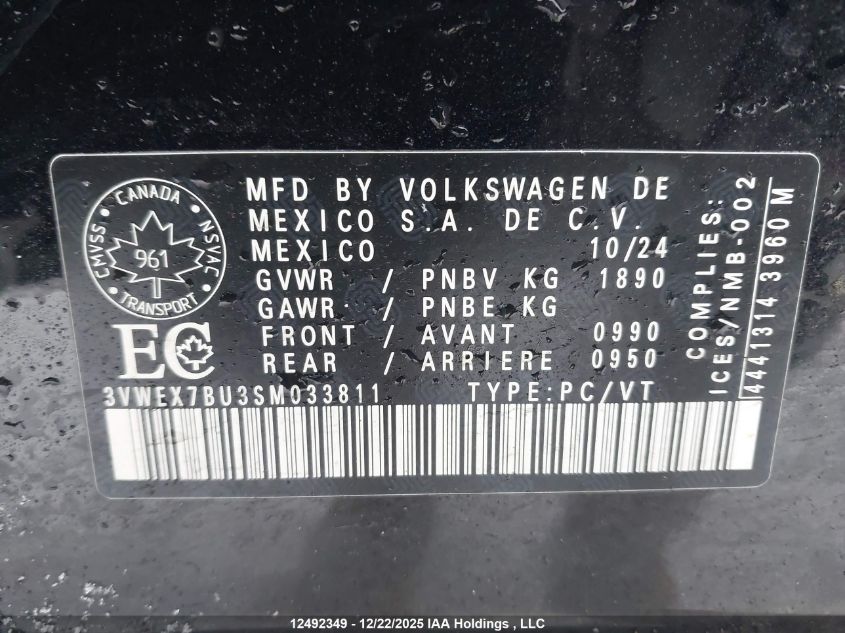 CANADA
CMVSS
NSVAC
961
TRANSPORT
EC
MFD BY VOLKSWAGEN DE
MEXICO S.A. DE C.V.
MEXICO 10/24
GVWR / PNBV KG 1890
GAWR / PNBE KG
FRONT / AVANT 0990
REAR / ARRIERE 0950
3VWEX7BU3SM033811 TYPE:PC/VT
COMPLIES:
ICES/NMB-002
4441314 3960 M
12492349 - 12/22/2025 IAA Holdings , LLC